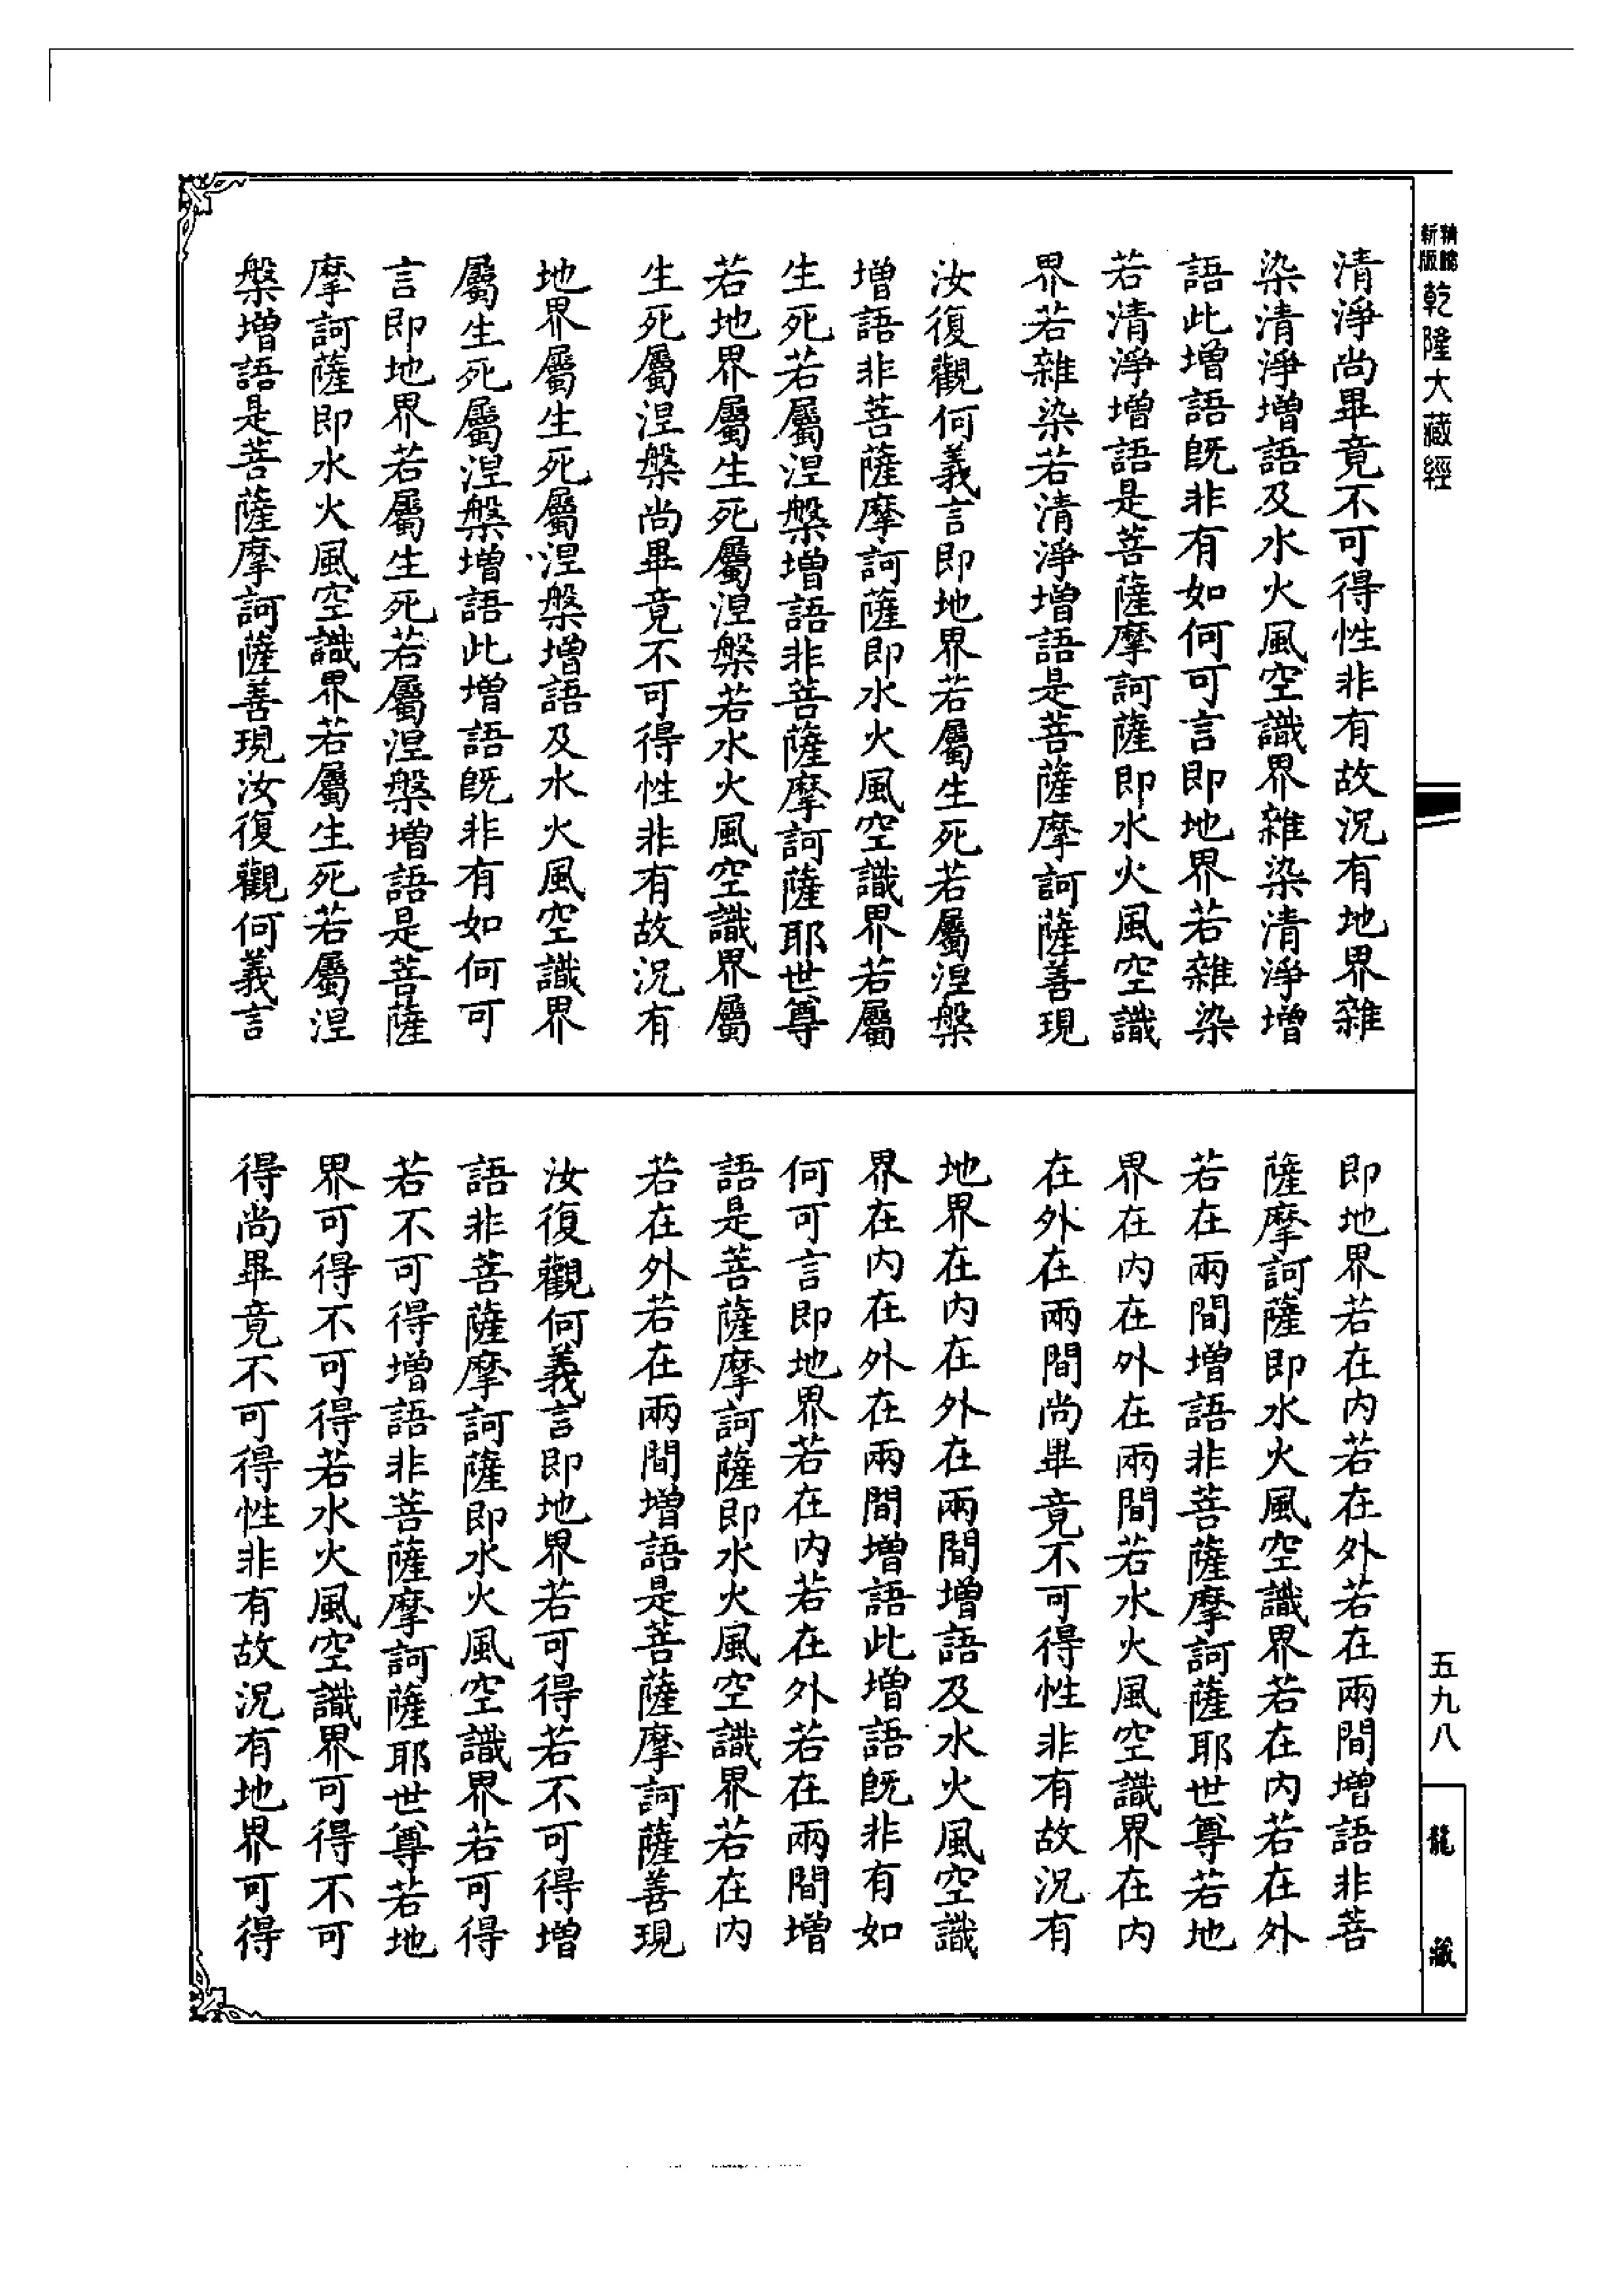 新版精縮乾隆大藏經
清淨尚畢竟不可得性非有故況有地界雜
染清淨增語及水火風空識界雜染清淨增
語此增語既非有如何可言即地界若雜染
若清淨增語是菩薩摩訶薩即水火風空識
界若雜染若清淨增語是菩薩摩訶薩善現
汝復觀何義言即地界若屬生死若屬涅槃
增語非菩薩摩訶薩即水火風空識界若屬
生死若屬涅槃增語非菩薩摩訶薩耶世尊
若地界屬生死屬涅槃若水火風空識界屬
生死屬涅槃尚畢竟不可得性非有故況有
地界屬生死屬涅槃增語及水火風空識界
屬生死屬涅槃增語此增語既非有如何可
言即地界若屬生死若屬涅槃增語是菩薩
摩訶薩即水火風空識界若屬生死若屬涅
槃增語是菩薩摩訶薩善現汝復觀何義言
即地界若在內若在外若在兩間增語非菩
薩摩訶薩即水火風空識界若在內若在外
若在兩間增語非菩薩摩訶薩耶世尊若地
界在內在外在兩間若水火風空識界在內
在外在兩間尚畢竟不可得性非有故況有
地界在內在外在兩間增語及水火風空識
界在內在外在兩間增語此增語既非有如
何可言即地界若在內若在外若在兩間增
語是菩薩摩訶薩即水火風空識界若在內
若在外若在兩間增語是菩薩摩訶薩善現
汝復觀何義言即地界若可得若不可得增
語非菩薩摩訶薩即水火風空識界若可得
若不可得增語非菩薩摩訶薩耶世尊若地
界可得不可得若水火風空識界可得不可
得尚畢竟不可得性非有故況有地界可得
五九八
龍藏